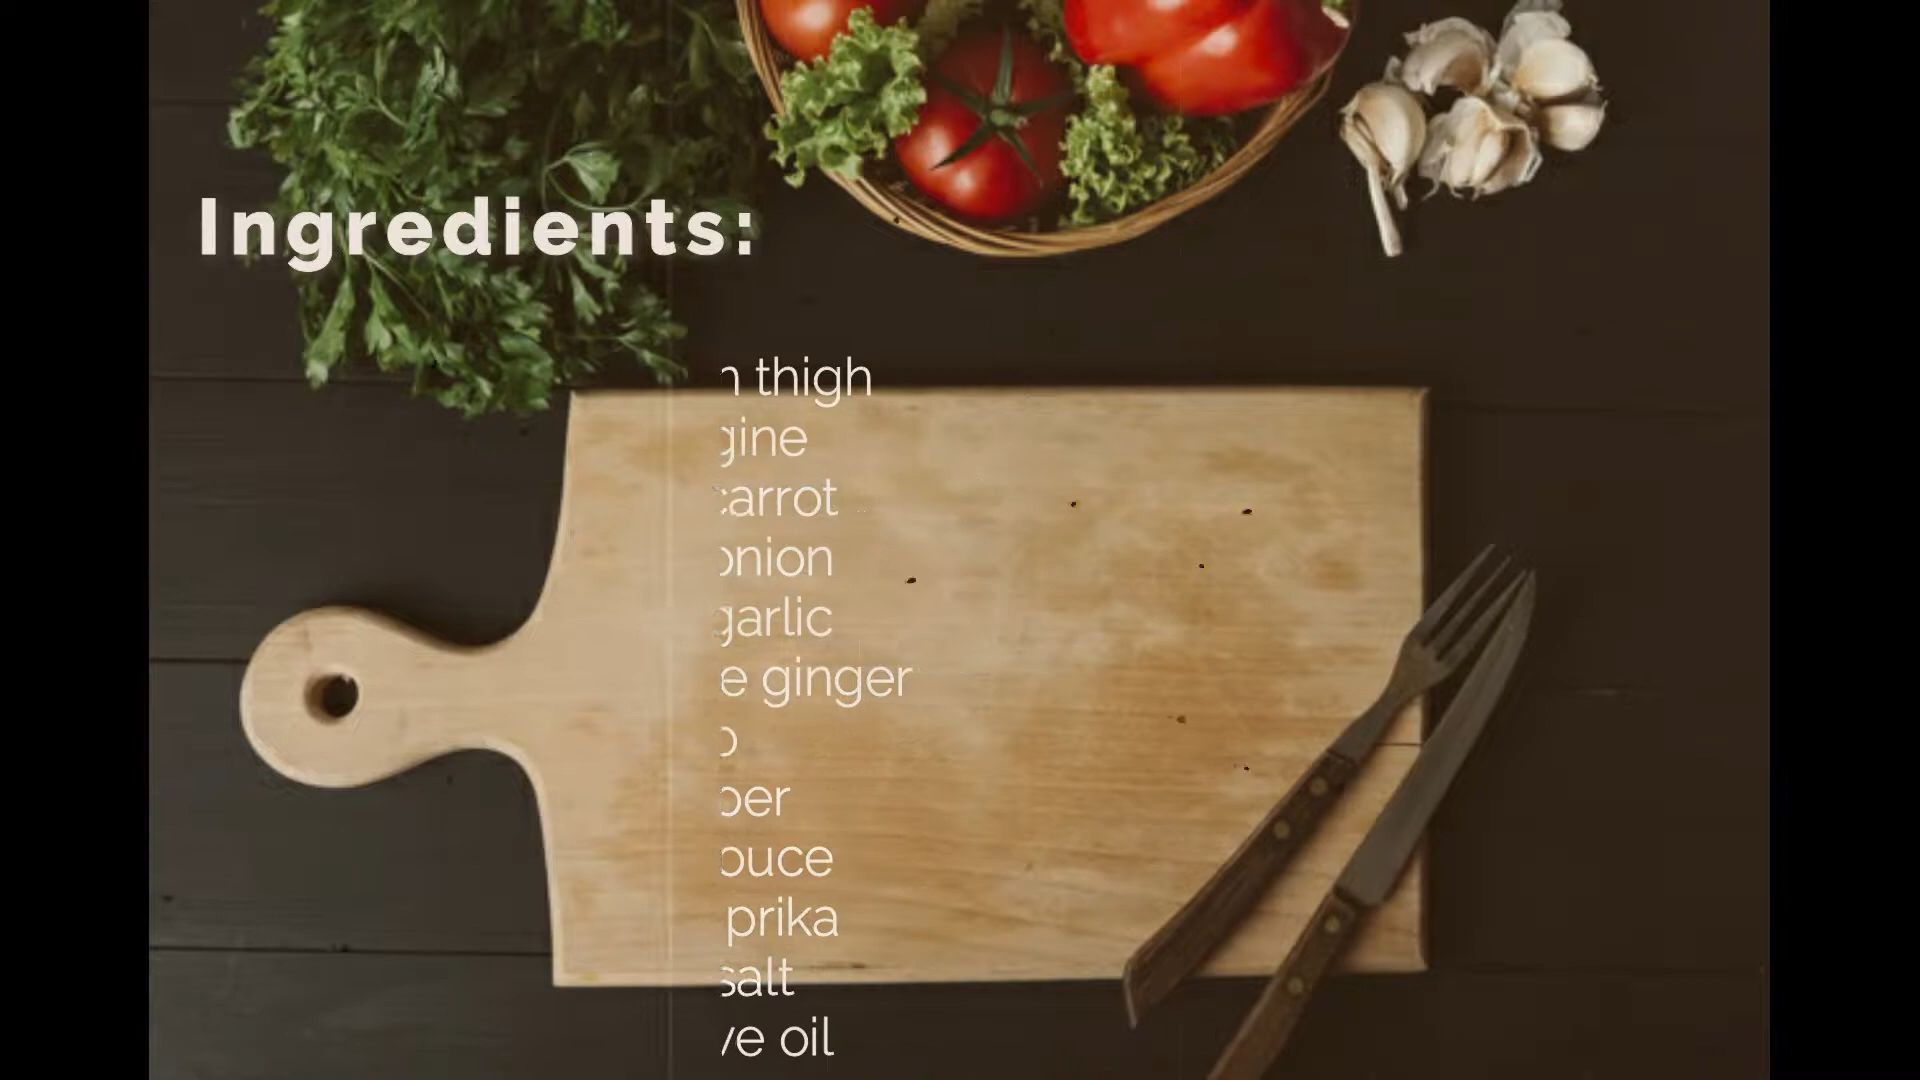 Ingredients:
thigh
gine
carrot
onion
garlic
e ginger
o
per
ouce
prika
salt
ve oil